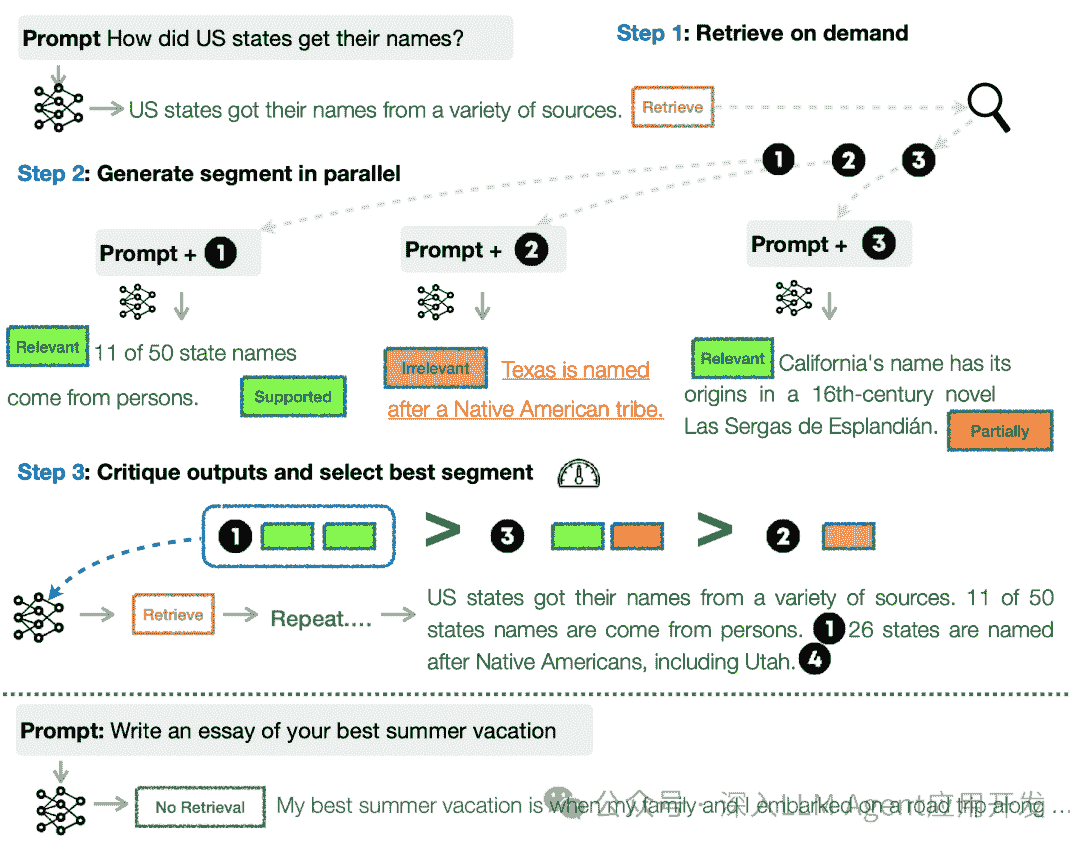 Prompt How did US states get their names?
Step 1: Retrieve on demand
US states got their names from a variety of sources. Retrieve
1 2 3
Step 2: Generate segment in parallel
Prompt + 1
Prompt + 2
Prompt + 3
Relevant 11 of 50 state names
come from persons. Supported
Irrelevant Texas is named
after a Native American tribe.
Relevant California's name has its
origins in a 16th-century novel
Las Sergas de Esplandián. Partially
Step 3: Critique outputs and select best segment
1 > 3 > 2
Retrieve Repeat....
US states got their names from a variety of sources. 11 of 50
states names are come from persons. 1 26 states are named
after Native Americans, including Utah. 4
Prompt: Write an essay of your best summer vacation
No Retrieval My best summer vacation is when my family and I embarked on a road trip along ...
公众号 · 深入LLM Agent应用开发